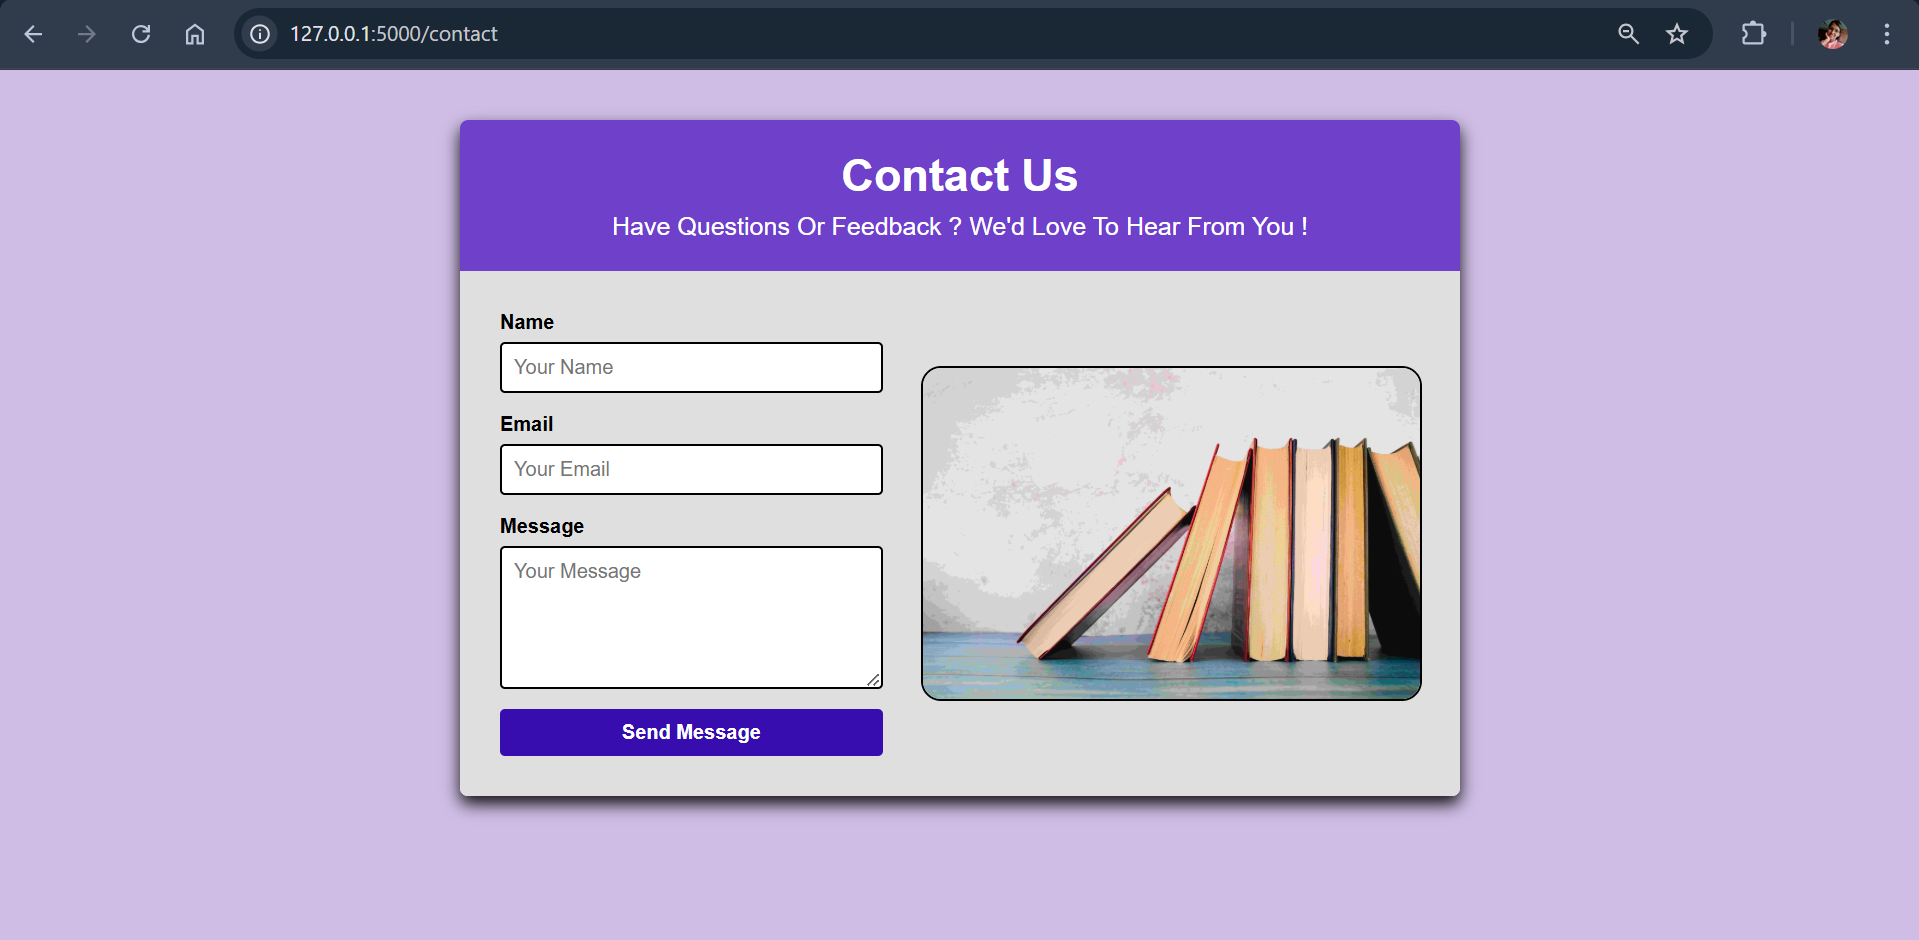 127.0.0.1:5000/contact
Contact Us
Have Questions Or Feedback ? We'd Love To Hear From You !
Name
Your Name
Email
Your Email
Message
Your Message
Send Message